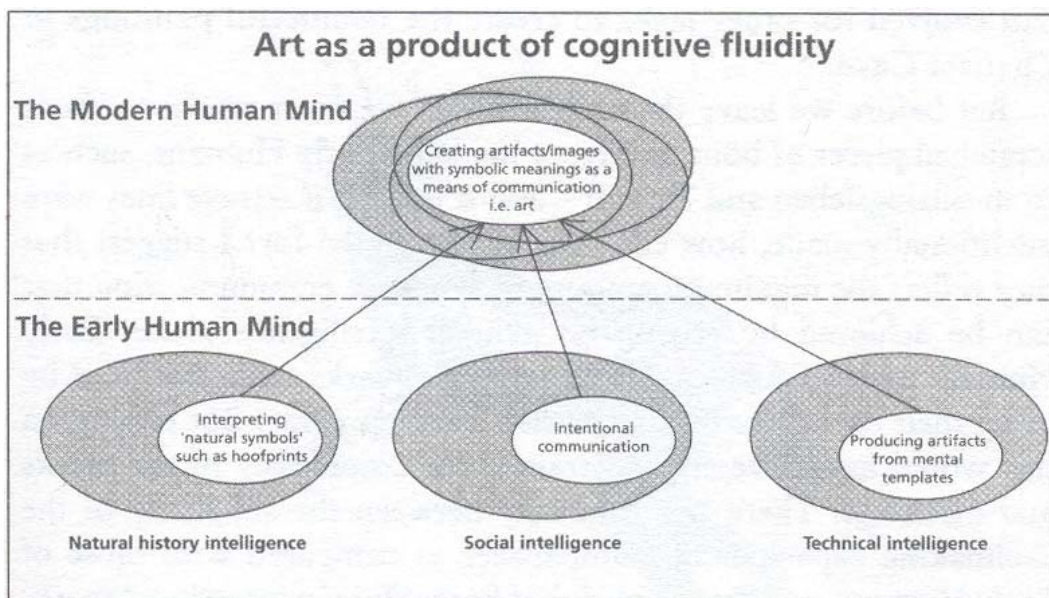 Art as a product of cognitive fluidity
The Modern Human Mind
Creating artifacts/images
with symbolic meanings as a
means of communication
i.e. art
The Early Human Mind
Interpreting
'natural symbols'
such as hoofprints
Intentional
communication
Producing artifacts
from mental
templates
Natural history intelligence
Social intelligence
Technical intelligence